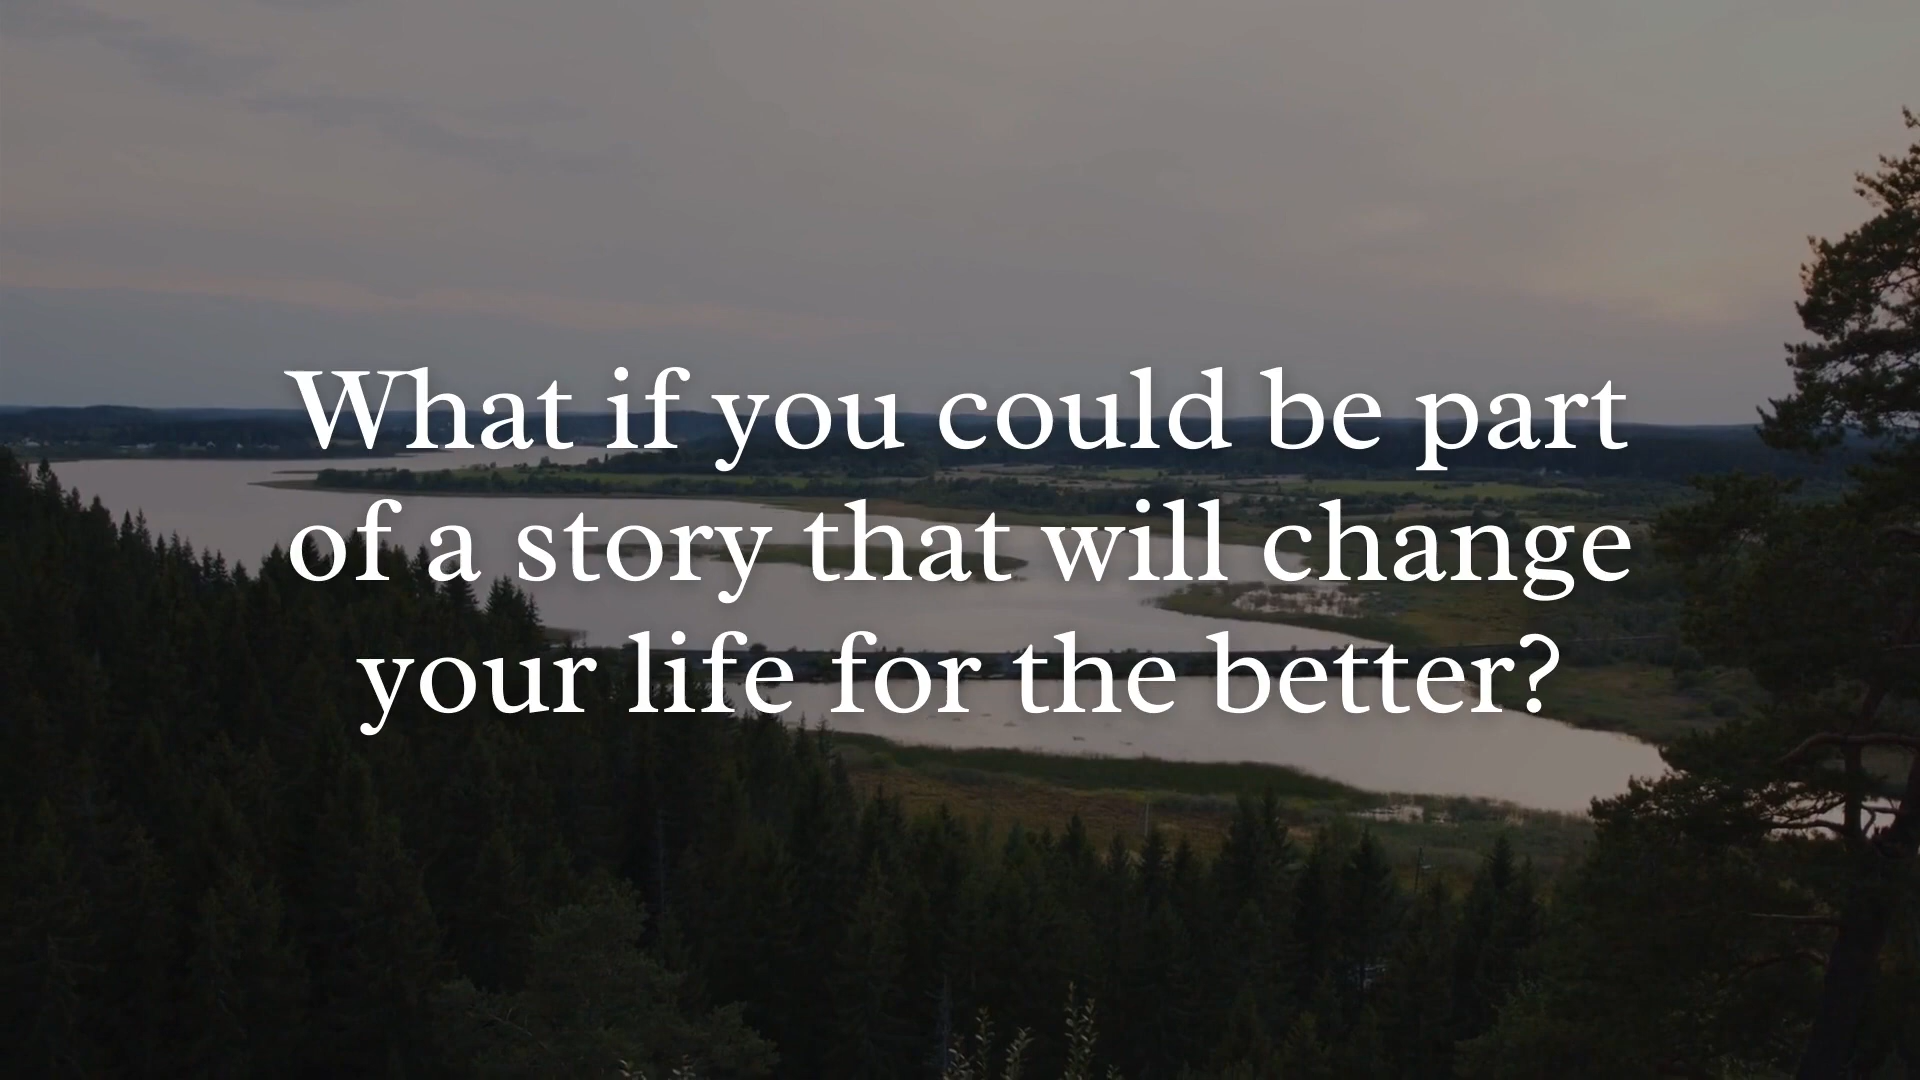 What if you could be part
of a story that will change
your life for the better?